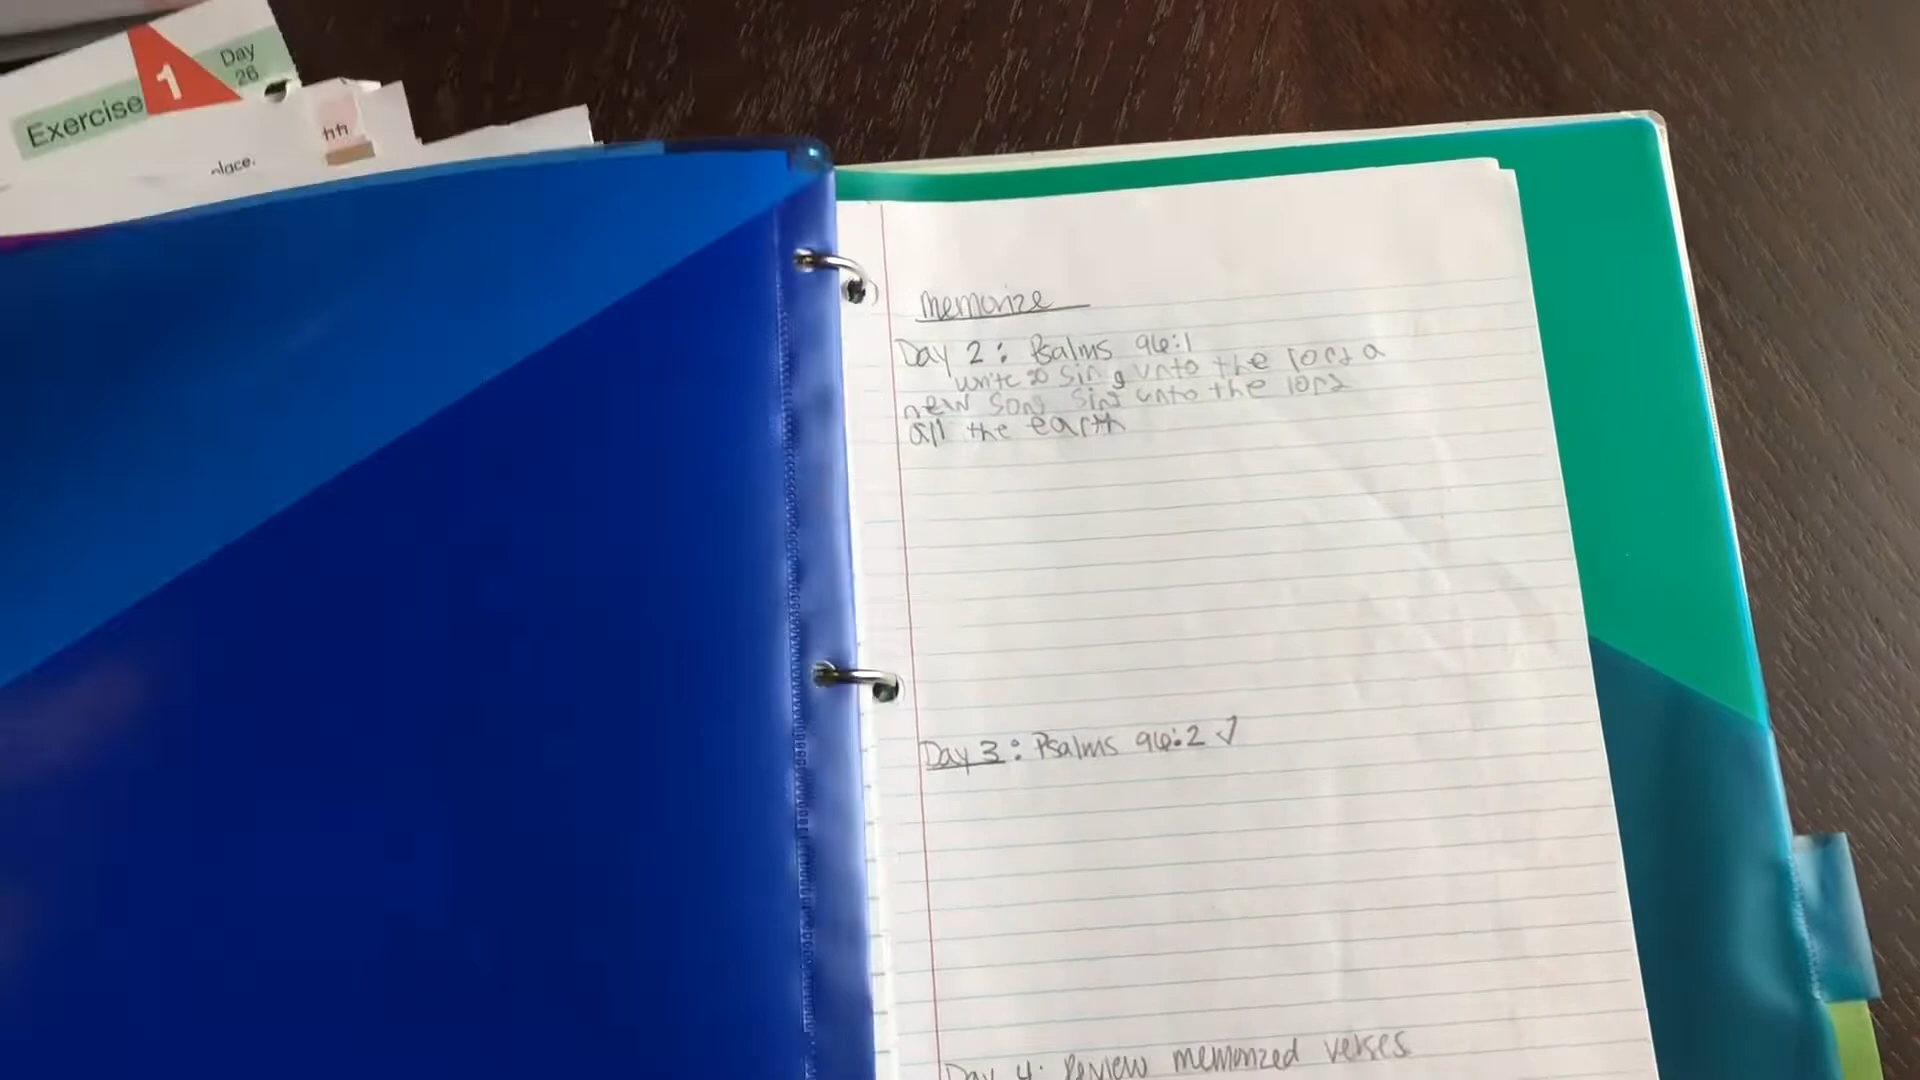 Exercise 1 Day 26
place.
Memorize
Day 2: Psalms 96:1
write so sing unto the lord a
new song sing unto the lord
all the earth
Day 3: Psalms 96:2 ✓
Day 4: Review memorized verses